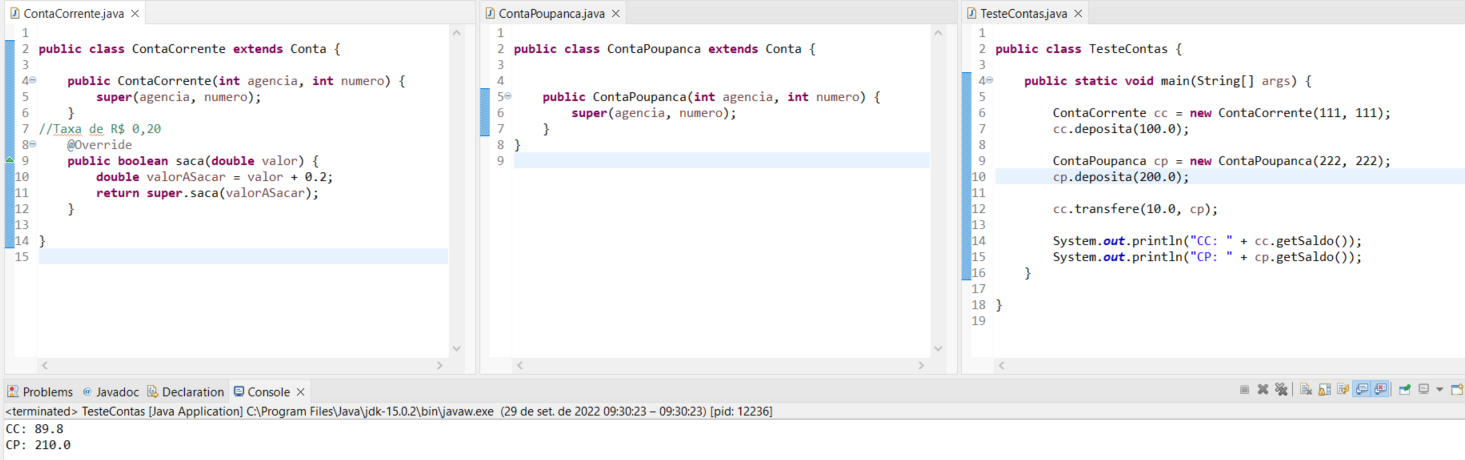 ContaCorrente.java
1
2 public class ContaCorrente extends Conta {
3
4     public ContaCorrente(int agencia, int numero) {
5         super(agencia, numero);
6     }
7 //Taxa de R$ 0,20
8     @Override
9     public boolean saca(double valor) {
10         double valorASacar = valor + 0.2;
11         return super.saca(valorASacar);
12     }
13
14 }
15
ContaPoupanca.java
1
2 public class ContaPoupanca extends Conta {
3
4
5     public ContaPoupanca(int agencia, int numero) {
6         super(agencia, numero);
7     }
8 }
9
TesteContas.java
1
2 public class TesteContas {
3
4     public static void main(String[] args) {
5
6         ContaCorrente cc = new ContaCorrente(111, 111);
7         cc.deposita(100.0);
8
9         ContaPoupanca cp = new ContaPoupanca(222, 222);
10         cp.deposita(200.0);
11
12         cc.transfere(10.0, cp);
13
14         System.out.println("CC: " + cc.getSaldo());
15         System.out.println("CP: " + cp.getSaldo());
16     }
17
18 }
19
Problems @ Javadoc Declaration Console
<terminated> TesteContas [Java Application] C:\Program Files\Java\jdk-15.0.2\bin\javaw.exe (29 de set. de 2022 09:30:23 – 09:30:23) [pid: 12236]
CC: 89.8
CP: 210.0